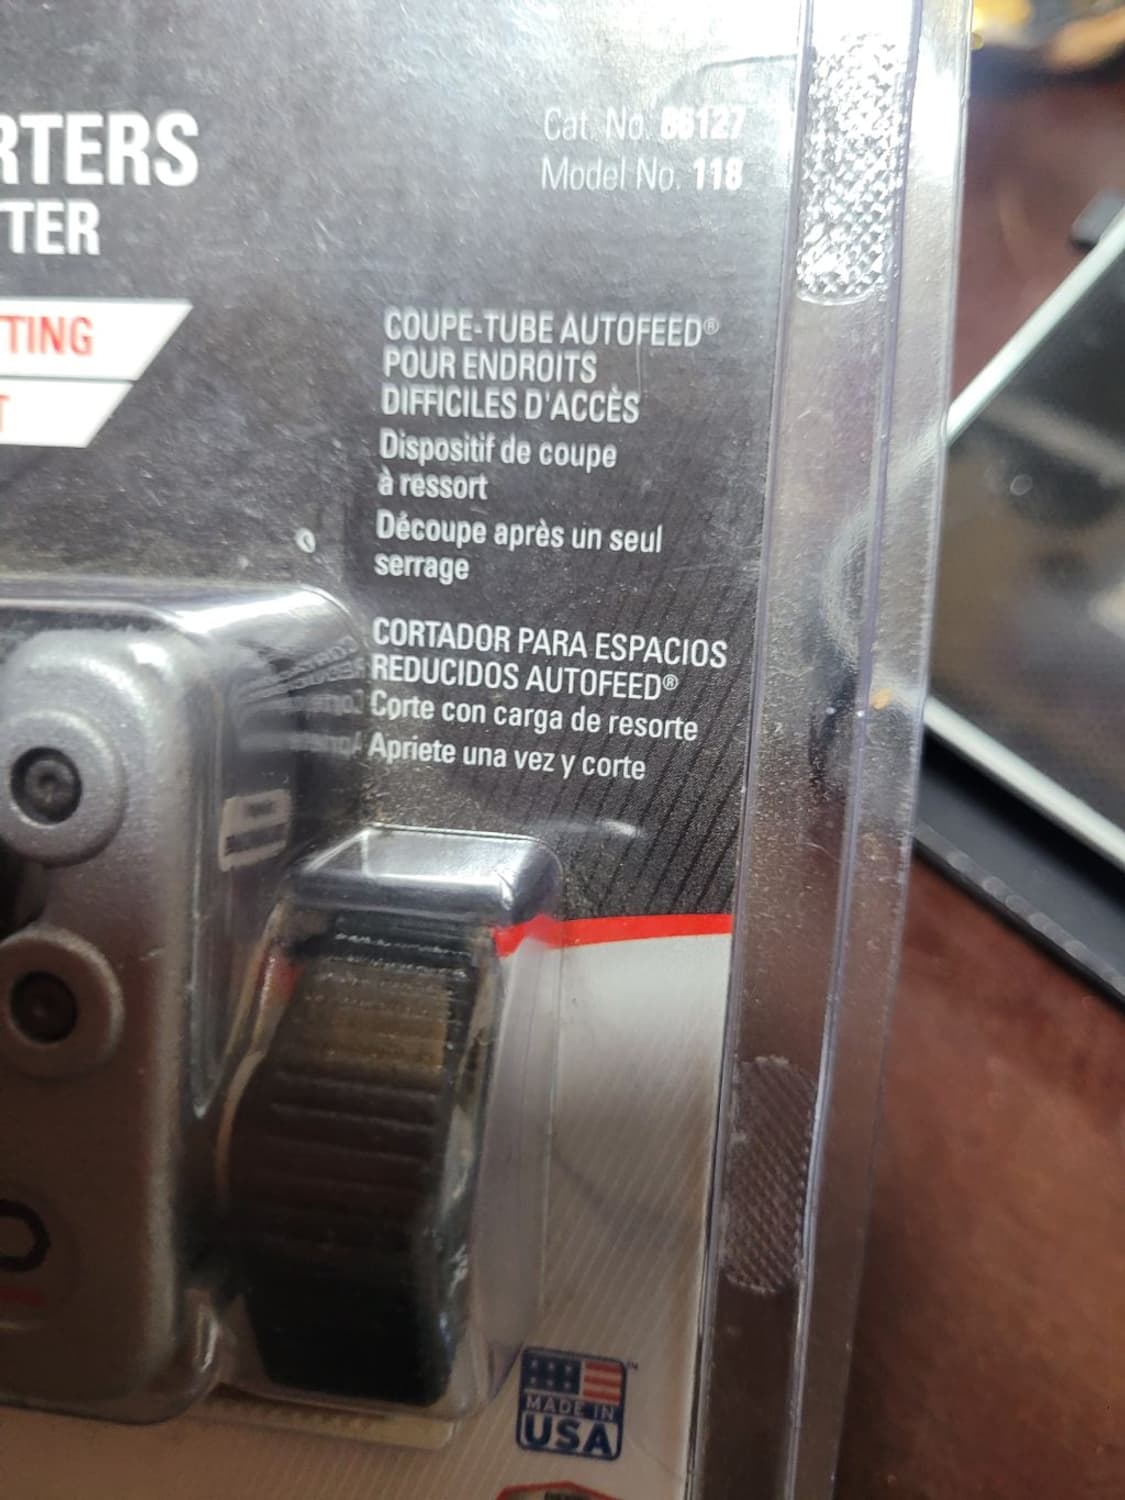 RTERS
TTER
TTING
T
Cat. No. 86127
Model No. 118
COUPE-TUBE AUTOFEED®
POUR ENDROITS
DIFFICILES D'ACCÈS
Dispositif de coupe
à ressort
Découpe après un seul
serrage
CORTADOR PARA ESPACIOS
REDUCIDOS AUTOFEED®
Corte con carga de resorte
Apriete una vez y corte
MADE IN
USA